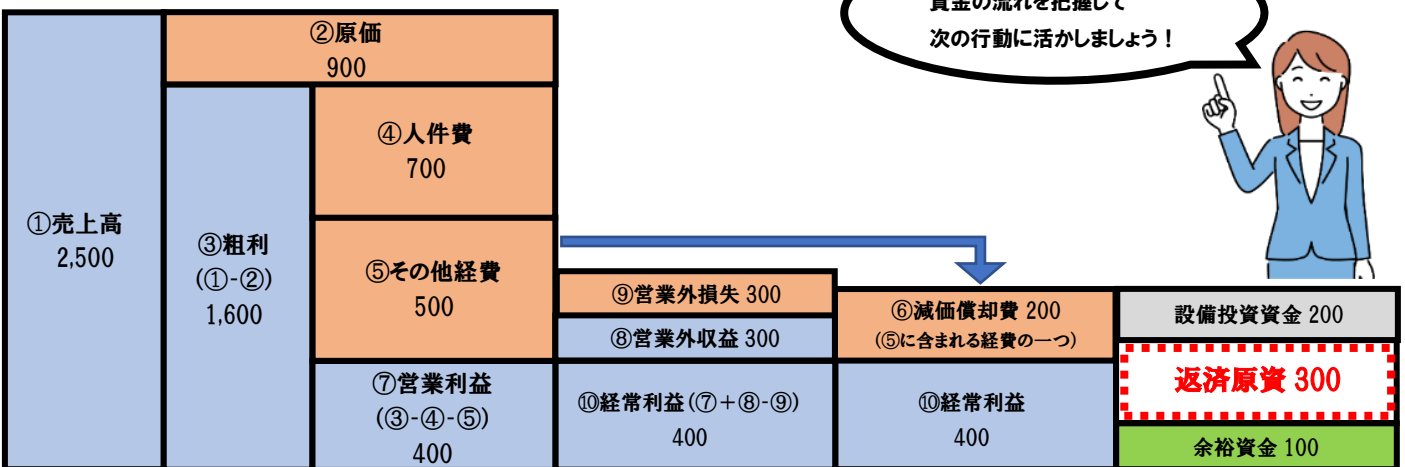 資金の流れを把握して
次の行動に活かしましょう！
②原価
900
①売上高
2,500
③粗利
(①-②)
1,600
④人件費
700
⑤その他経費
500
⑦営業利益
(③-④-⑤)
400
⑨営業外損失 300
⑧営業外収益 300
⑩経常利益(⑦＋⑧-⑨)
400
⑥減価償却費 200
(⑤に含まれる経費の一つ)
⑩経常利益
400
設備投資資金 200
返済原資 300
余裕資金 100